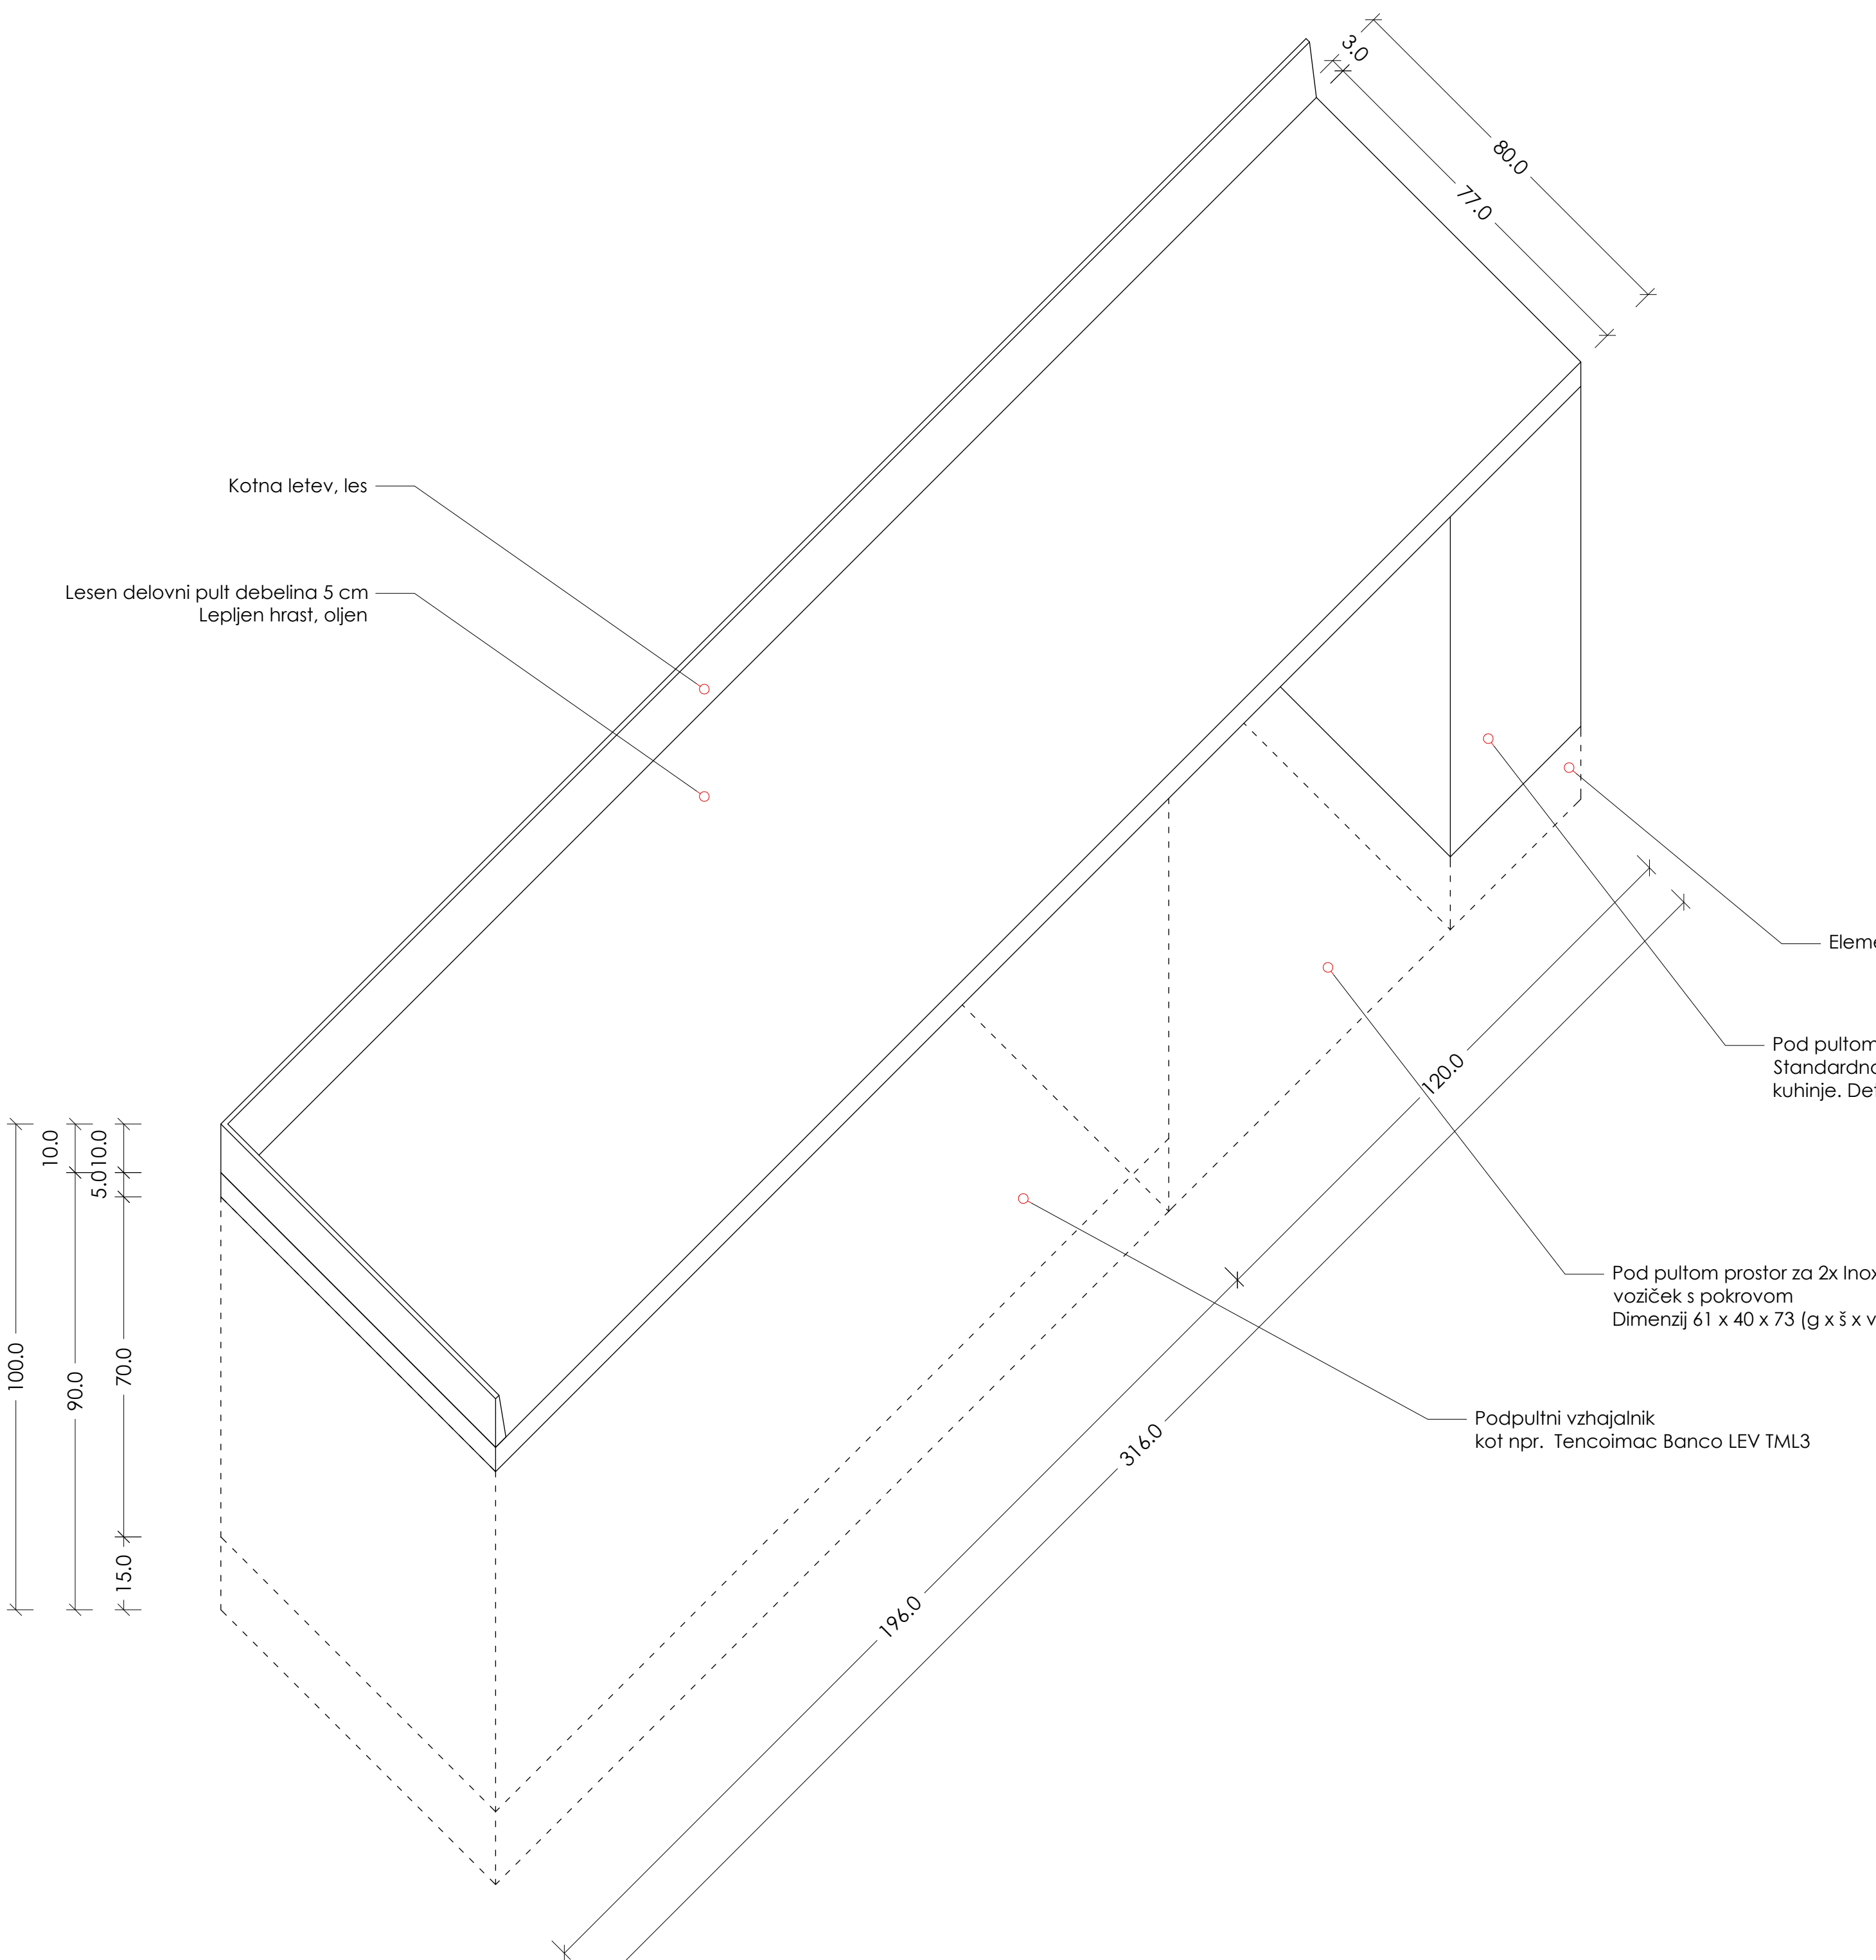 3.0
80.0
77.0
Kotna letev, les
Lesen delovni pult debelina 5 cm
Lepljen hrast, oljen
Pod pultom
kuhinje.
120.0
10.0
10.0
5.0
Pod pultom prostor za 2x Inox
voziček s pokrovom
Dimenzij 61 x 40 x 73 (g x š x v
100.0
90.0
70.0
Podpultni vzhajalnik
kot npr. Tencoimac Banco LEV TML3
316.0
15.0
196.0